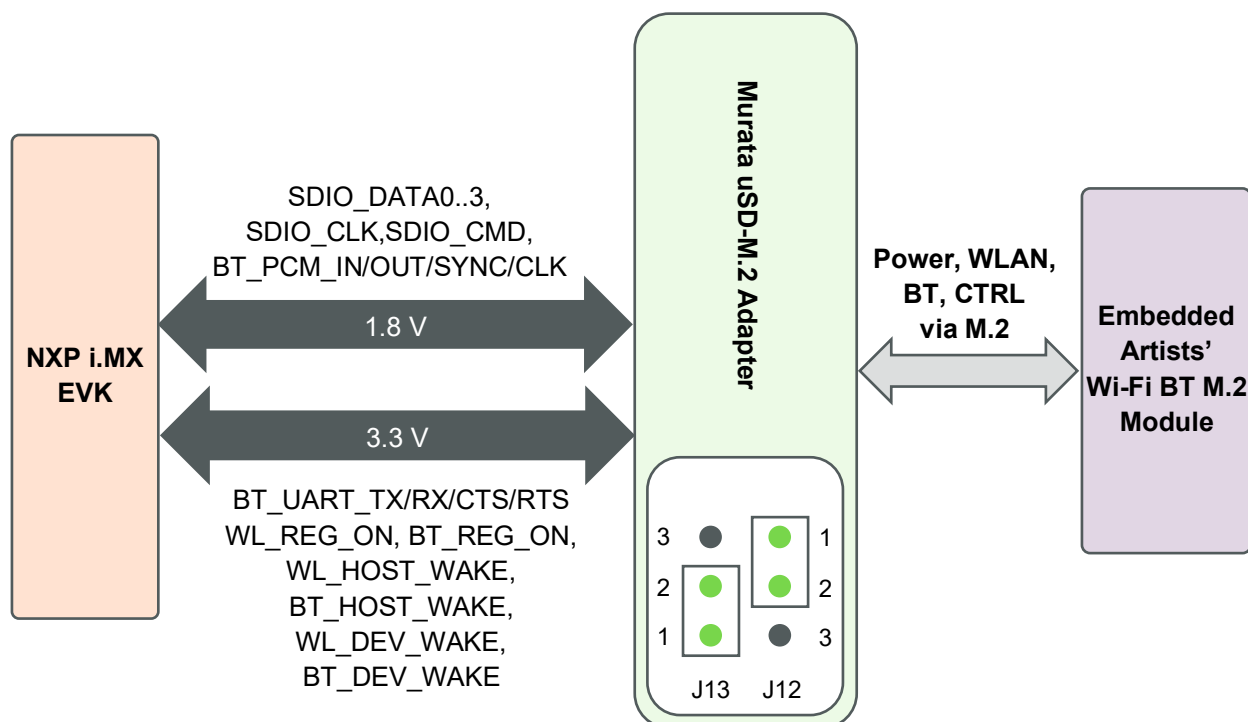 NXP i.MX
EVK
SDIO_DATA0..3,
SDIO_CLK,SDIO_CMD,
BT_PCM_IN/OUT/SYNC/CLK
1.8 V
3.3 V
BT_UART_TX/RX/CTS/RTS
WL_REG_ON, BT_REG_ON,
WL_HOST_WAKE,
BT_HOST_WAKE,
WL_DEV_WAKE,
BT_DEV_WAKE
Murata uSD-M.2 Adapter
3 1
2 2
1 3
J13 J12
Power, WLAN,
BT, CTRL
via M.2
Embedded
Artists’
Wi-Fi BT M.2
Module